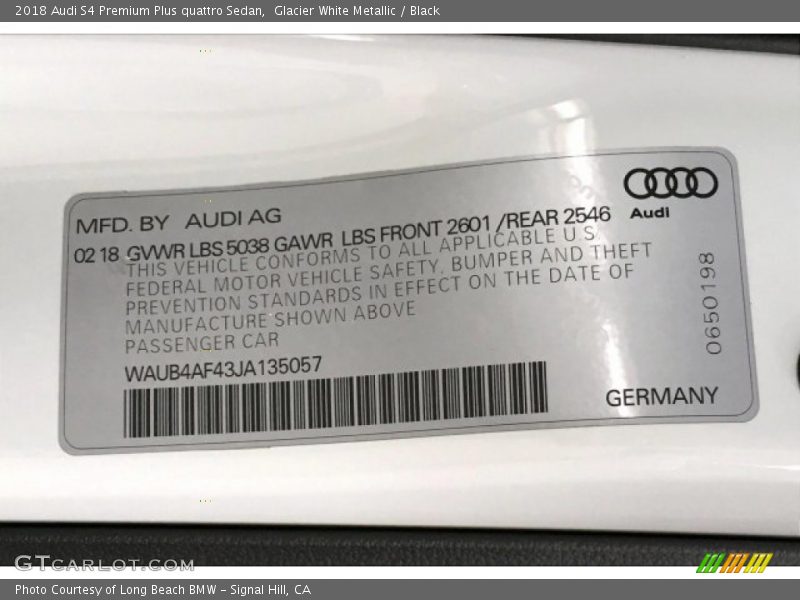 2018 Audi S4 Premium Plus quattro Sedan,  Glacier White Metallic / Black
MFD. BY AUDI AG
Audi
02 18 GVWR LBS 5038 GAWR LBS FRONT 2601 /REAR 2546
THIS VEHICLE CONFORMS TO ALL APPLICABLE U S
FEDERAL MOTOR VEHICLE SAFETY, BUMPER AND THEFT
PREVENTION STANDARDS IN EFFECT ON THE DATE OF
MANUFACTURE SHOWN ABOVE
PASSENGER CAR
WAUB4AF43JA135057
0650198
GERMANY
GTCARLOT.COM
Photo Courtesy of Long Beach BMW - Signal Hill, CA